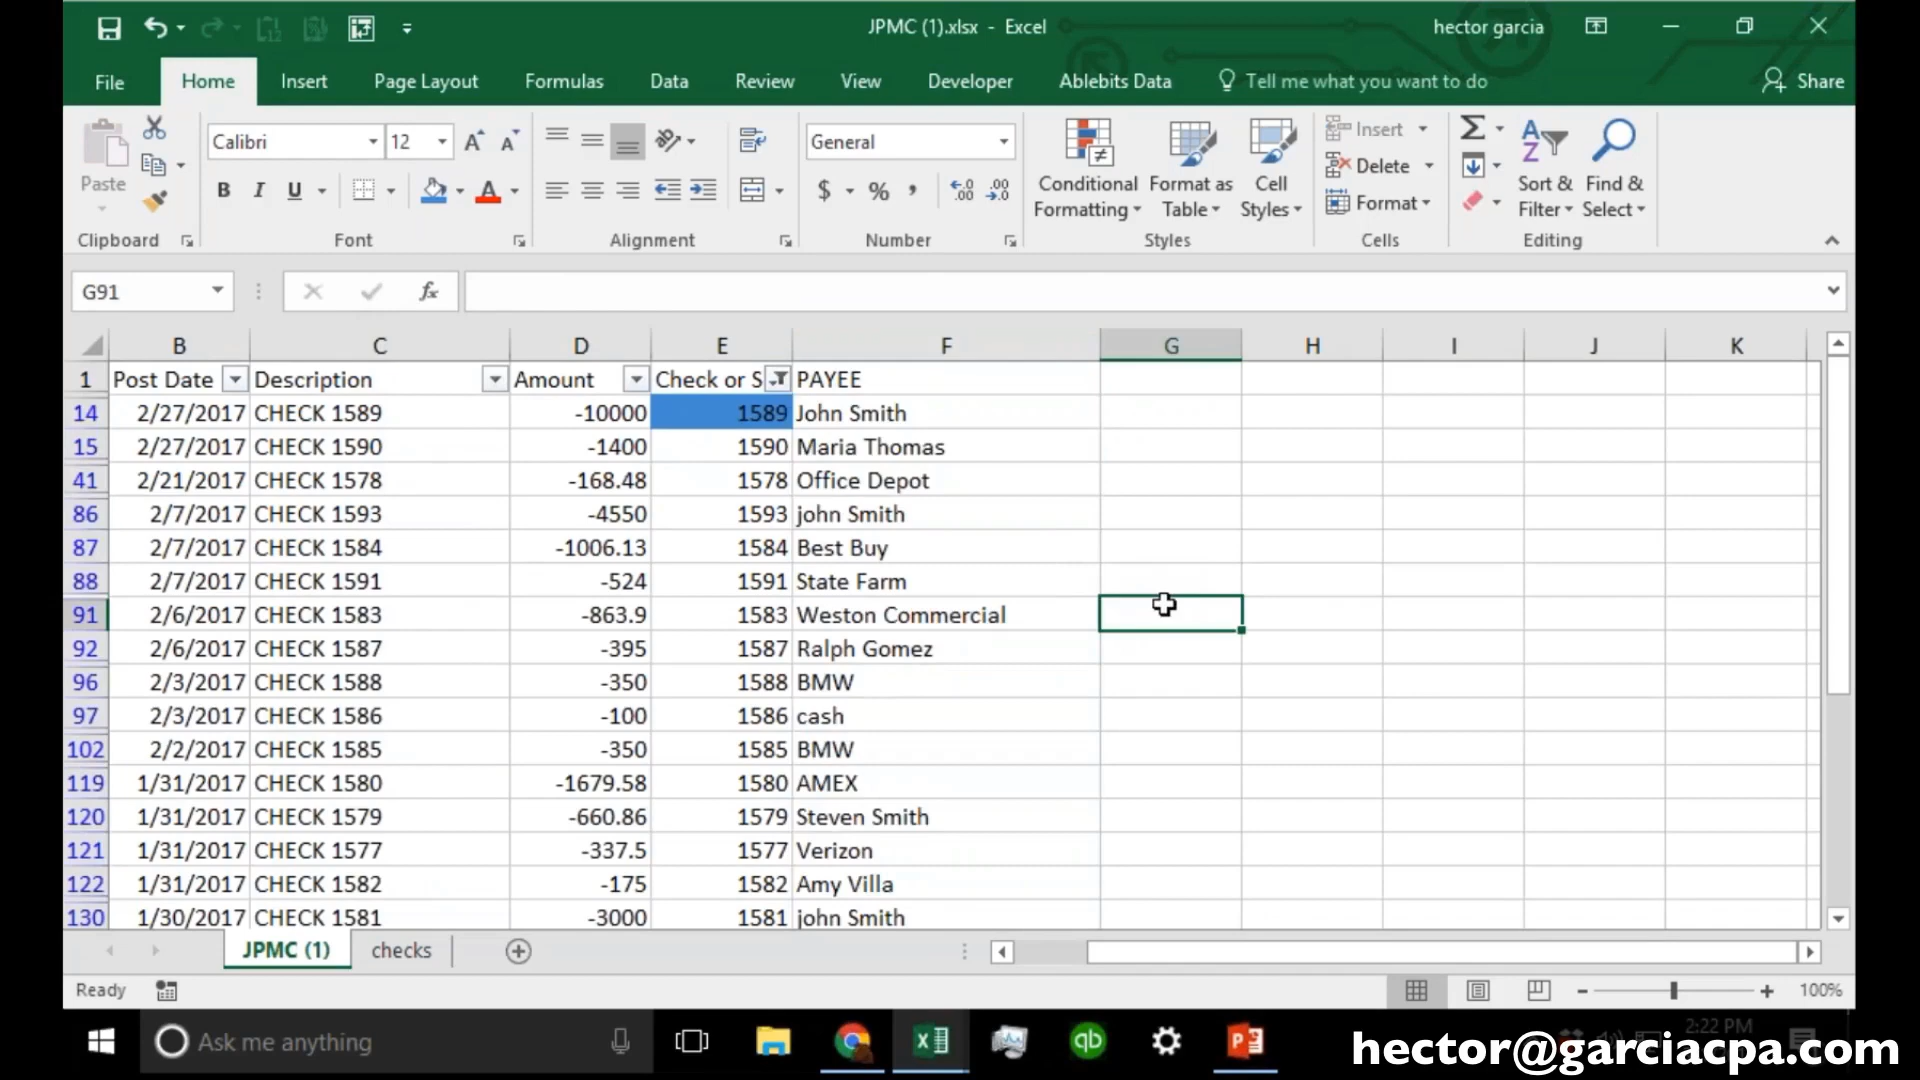 JPMC (1).xlsx - Excel
hector garcia
File Home Insert Page Layout Formulas Data Review View Developer Ablebits Data Tell me what you want to do Share
Paste
Calibri 12
B I U
General
$ % ,
Conditional Formatting
Format as Table
Cell Styles
Insert
Delete
Format
Sort & Filter
Find & Select
Clipboard Font Alignment Number Styles Cells Editing
G91 fx
B C D E F G H I J K
1 Post Date Description Amount Check or S PAYEE
14 2/27/2017 CHECK 1589 -10000 1589 John Smith
15 2/27/2017 CHECK 1590 -1400 1590 Maria Thomas
41 2/21/2017 CHECK 1578 -168.48 1578 Office Depot
86 2/7/2017 CHECK 1593 -4550 1593 john Smith
87 2/7/2017 CHECK 1584 -1006.13 1584 Best Buy
88 2/7/2017 CHECK 1591 -524 1591 State Farm
91 2/6/2017 CHECK 1583 -863.9 1583 Weston Commercial
92 2/6/2017 CHECK 1587 -395 1587 Ralph Gomez
96 2/3/2017 CHECK 1588 -350 1588 BMW
97 2/3/2017 CHECK 1586 -100 1586 cash
102 2/2/2017 CHECK 1585 -350 1585 BMW
119 1/31/2017 CHECK 1580 -1679.58 1580 AMEX
120 1/31/2017 CHECK 1579 -660.86 1579 Steven Smith
121 1/31/2017 CHECK 1577 -337.5 1577 Verizon
122 1/31/2017 CHECK 1582 -175 1582 Amy Villa
130 1/30/2017 CHECK 1581 -3000 1581 john Smith
JPMC (1) checks
Ready 100%
Ask me anything
2:22 PM
hector@garciacpa.com